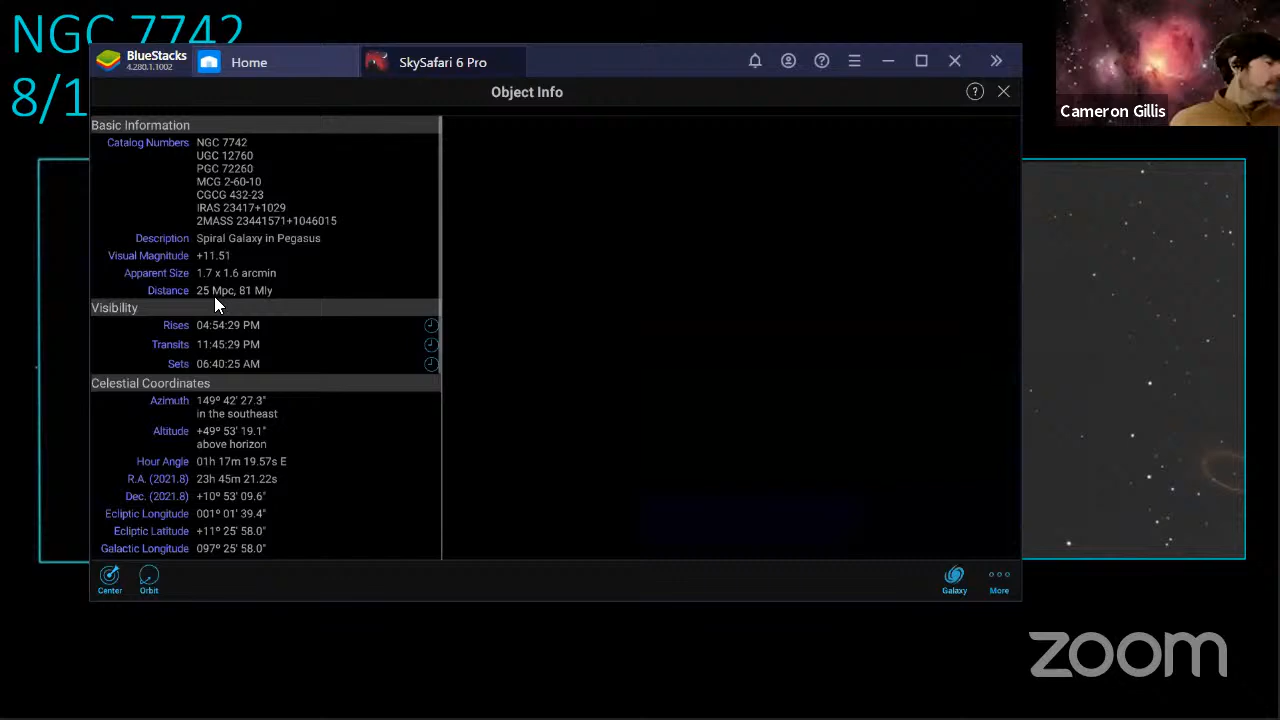 NGC 7742
8/1
BlueStacks
4.280.1.1002
Home
SkySafari 6 Pro
Object Info
Cameron Gillis
Basic Information
Catalog Numbers NGC 7742
UGC 12760
PGC 72260
MCG 2-60-10
CGCG 432-23
IRAS 23417+1029
2MASS 23441571+1046015
Description Spiral Galaxy in Pegasus
Visual Magnitude +11.51
Apparent Size 1.7 x 1.6 arcmin
Distance 25 Mpc, 81 Mly
Visibility
Rises 04:54:29 PM
Transits 11:45:29 PM
Sets 06:40:25 AM
Celestial Coordinates
Azimuth 149º 42' 27.3"
in the southeast
Altitude +49º 53' 19.1"
above horizon
Hour Angle 01h 17m 19.57s E
R.A. (2021.8) 23h 45m 21.22s
Dec. (2021.8) +10º 53' 09.6"
Ecliptic Longitude 001º 01' 39.4"
Ecliptic Latitude +11º 25' 58.0"
Galactic Longitude 097º 25' 58.0"
Center
Orbit
Galaxy
More
zoom